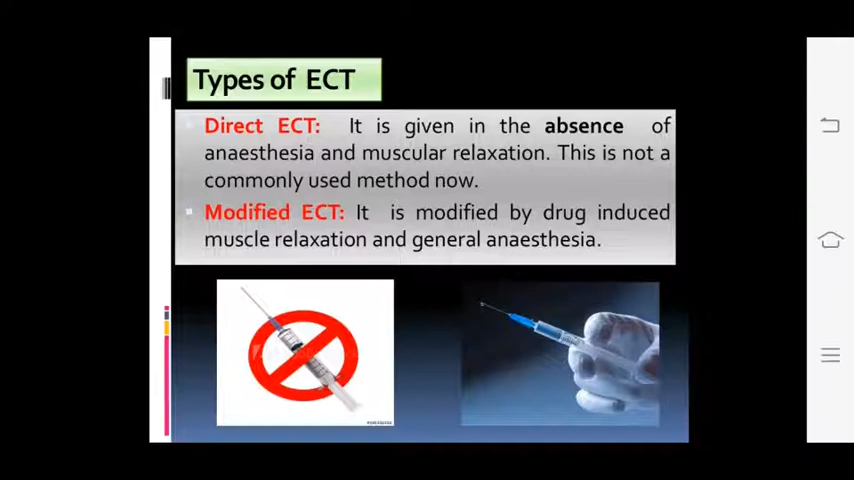 Types of ECT
Direct ECT: It is given in the absence of
anaesthesia and muscular relaxation. This is not a
commonly used method now.
Modified ECT: It is modified by drug induced
muscle relaxation and general anaesthesia.